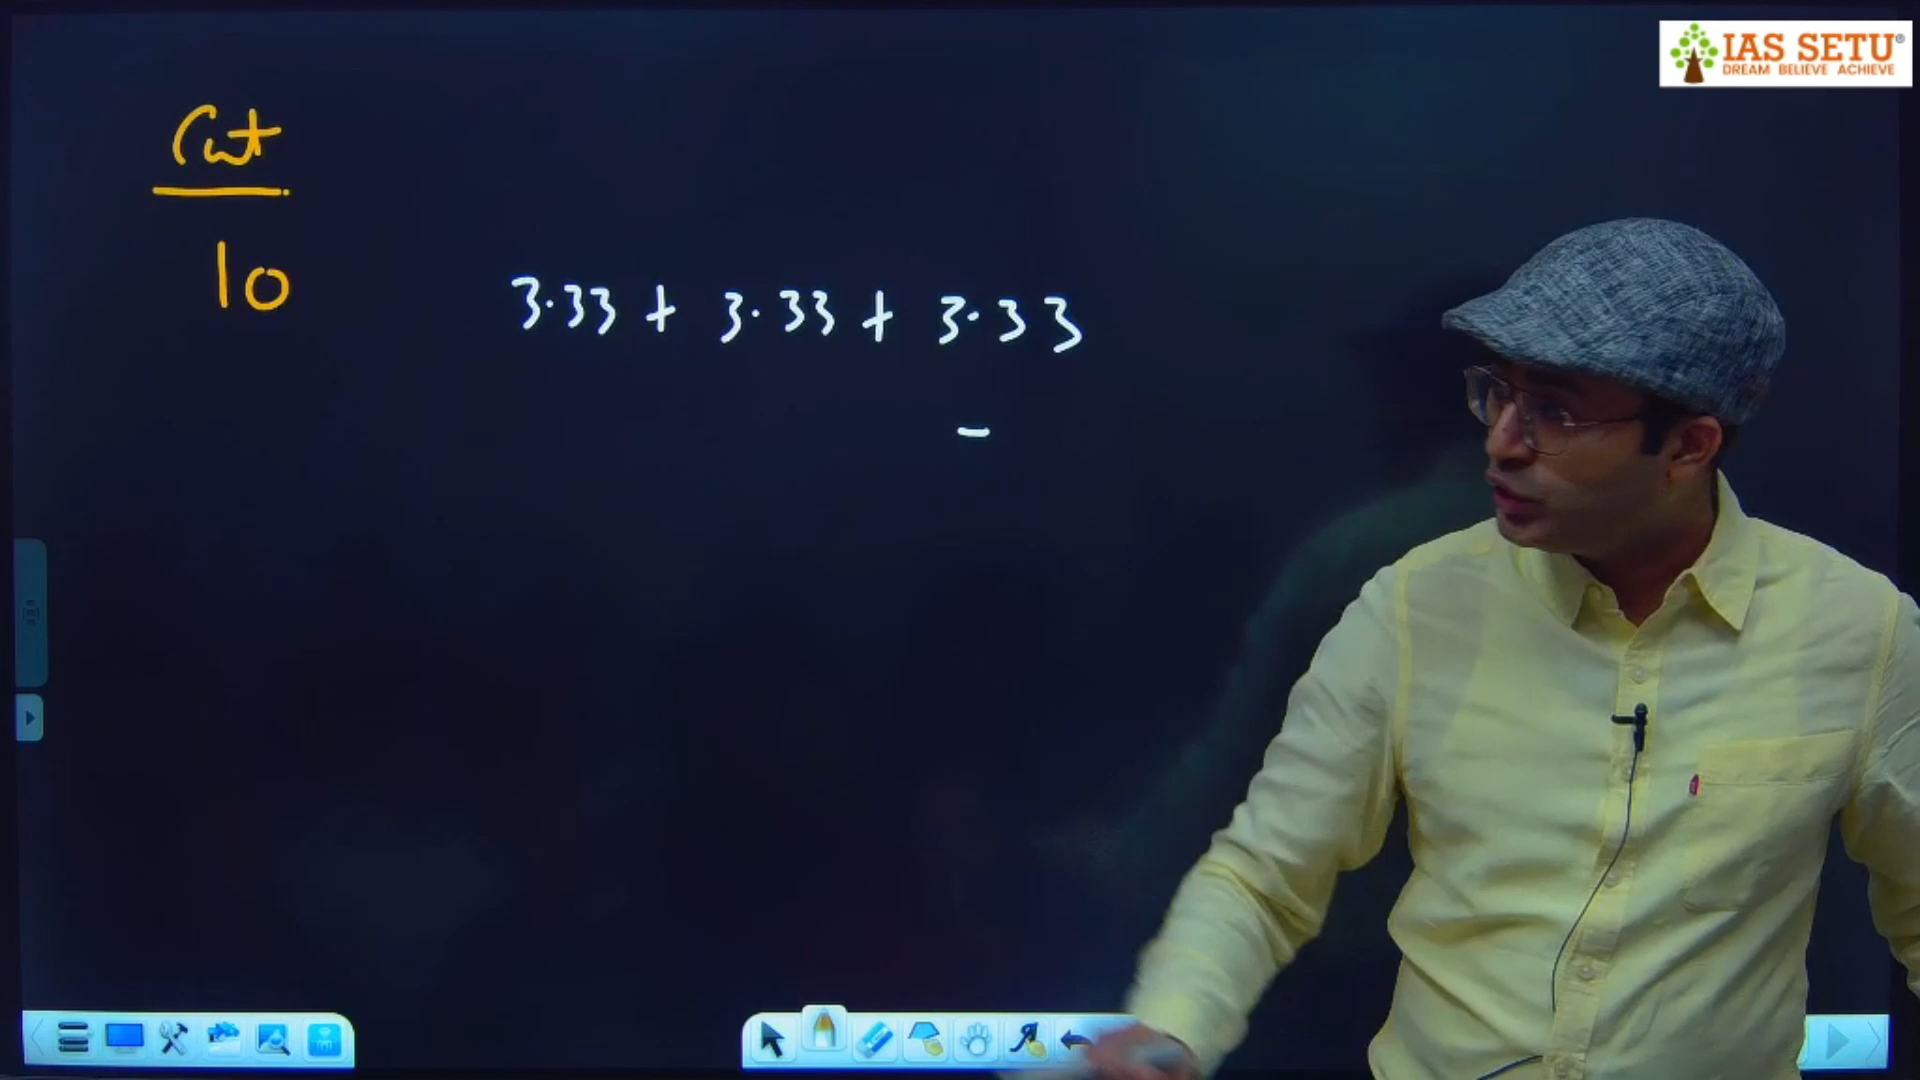 IAS SETU®
DREAM BELIEVE ACHIEVE
Cut
10
3.33 + 3.33 + 3.33
-